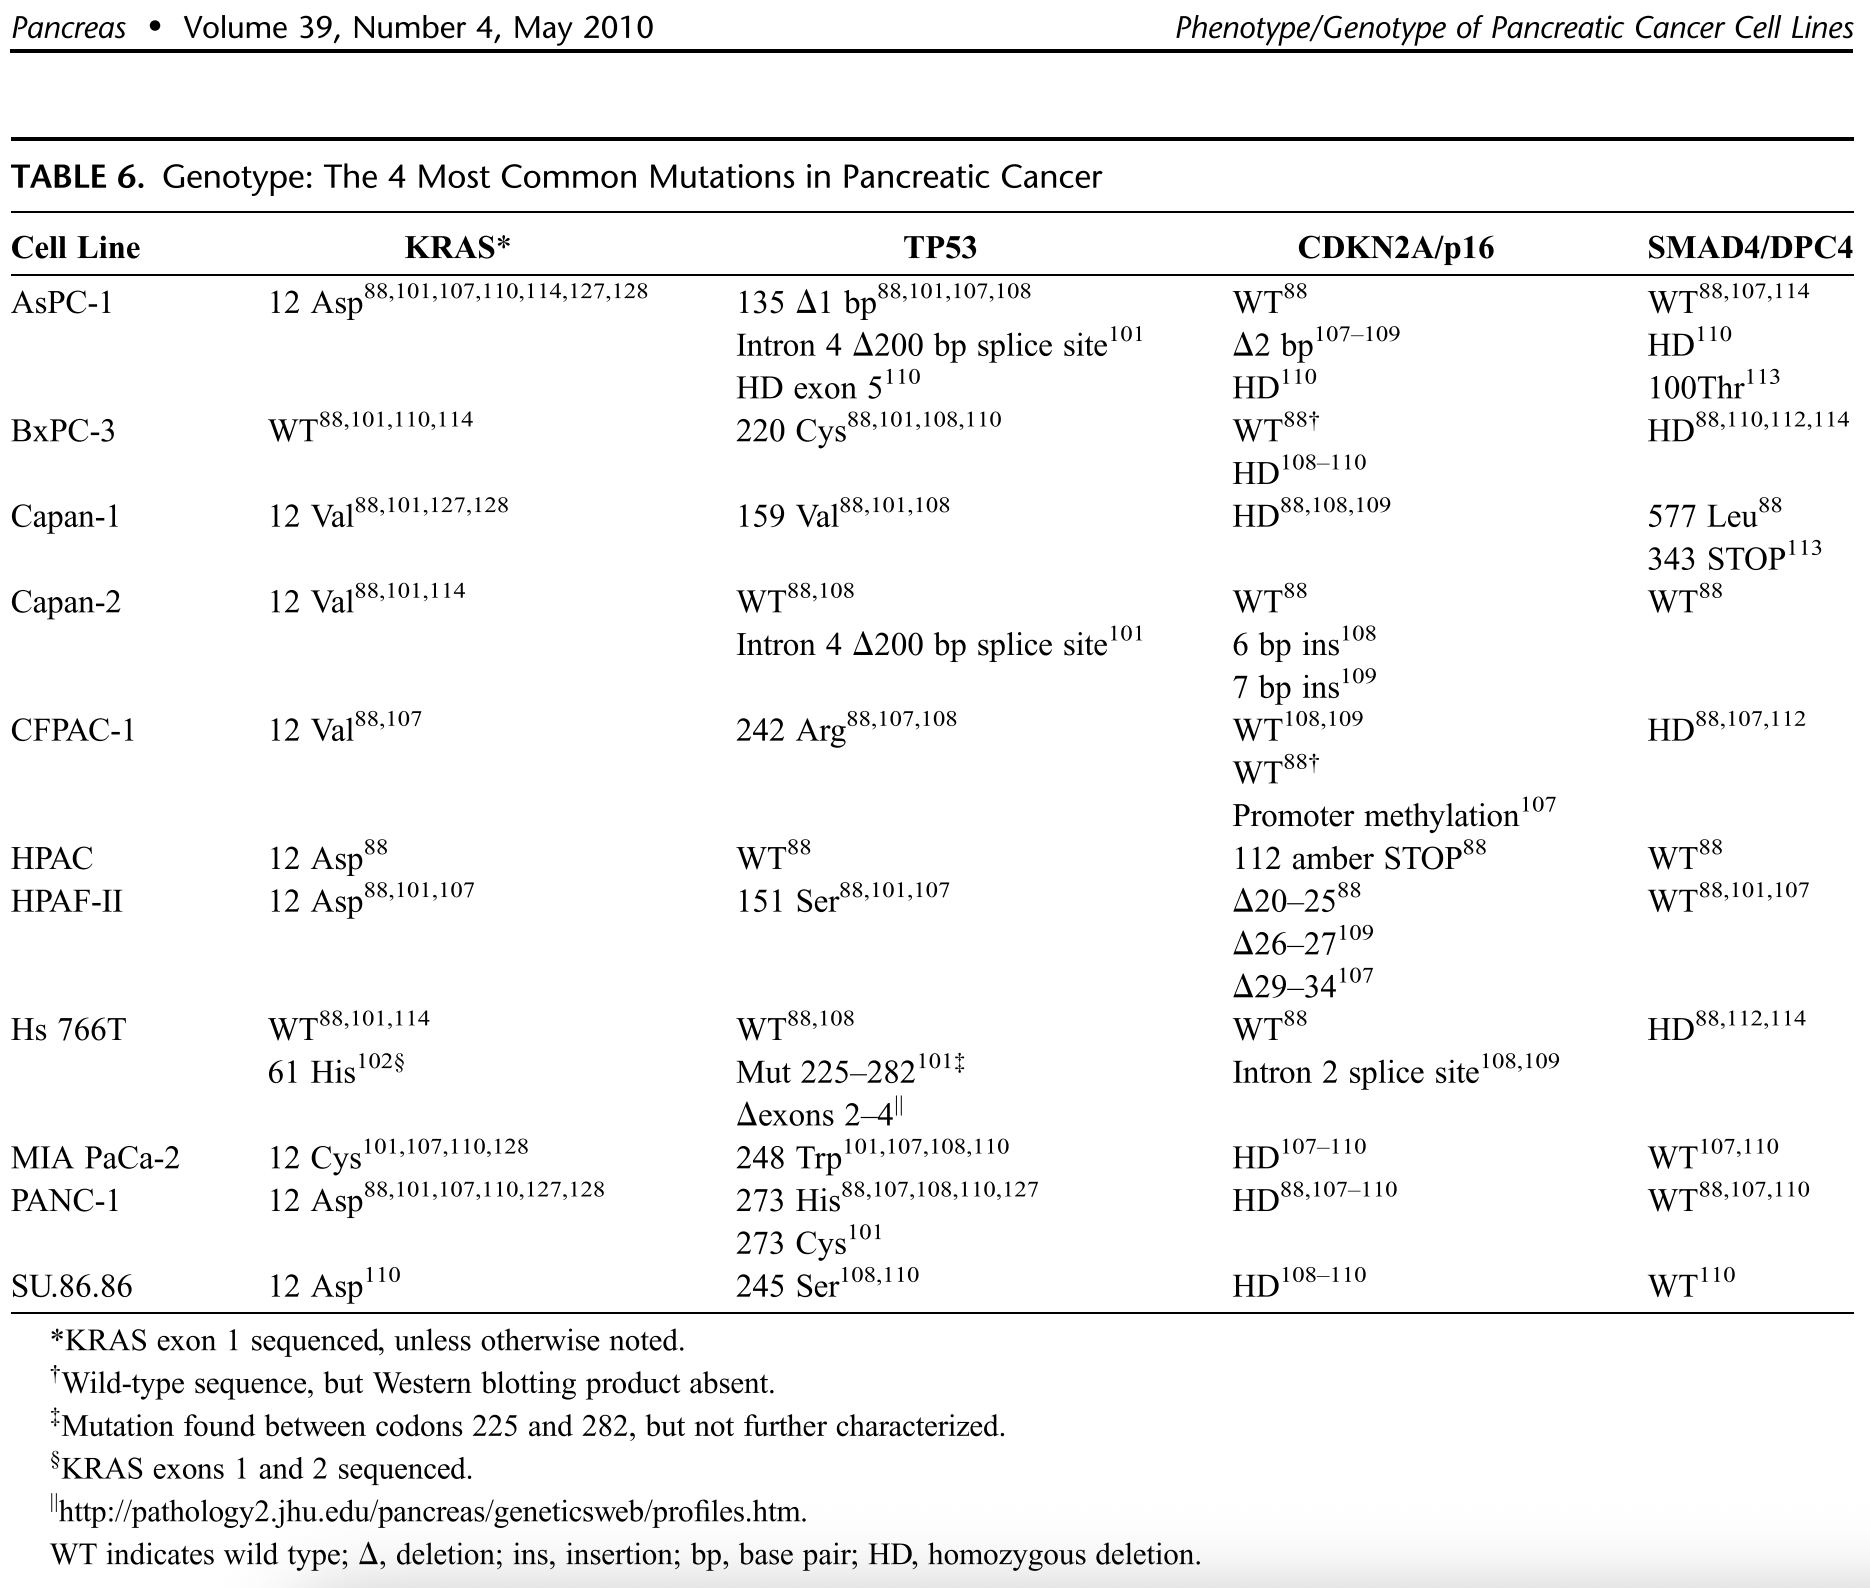 Pancreas • Volume 39, Number 4, May 2010 Phenotype/Genotype of Pancreatic Cancer Cell Lines
TABLE 6. Genotype: The 4 Most Common Mutations in Pancreatic Cancer
Cell Line KRAS* TP53 CDKN2A/p16 SMAD4/DPC4
AsPC-1 12 Asp88,101,107,110,114,127,128 135 Δ1 bp88,101,107,108 WT88 WT88,107,114
Intron 4 Δ200 bp splice site101 Δ2 bp107–109 HD110
HD exon 5110 HD110 100Thr113
BxPC-3 WT88,101,110,114 220 Cys88,101,108,110 WT88† HD88,110,112,114
HD108–110
Capan-1 12 Val88,101,127,128 159 Val88,101,108 HD88,108,109 577 Leu88
343 STOP113
Capan-2 12 Val88,101,114 WT88,108 WT88 WT88
Intron 4 Δ200 bp splice site101 6 bp ins108
7 bp ins109
CFPAC-1 12 Val88,107 242 Arg88,107,108 WT108,109 HD88,107,112
WT88†
Promoter methylation107
HPAC 12 Asp88 WT88 112 amber STOP88 WT88
HPAF-II 12 Asp88,101,107 151 Ser88,101,107 Δ20–2588 WT88,101,107
Δ26–27109
Δ29–34107
Hs 766T WT88,101,114 WT88,108 WT88 HD88,112,114
61 His102§ Mut 225–282101‡ Intron 2 splice site108,109
Δexons 2–4||
MIA PaCa-2 12 Cys101,107,110,128 248 Trp101,107,108,110 HD107–110 WT107,110
PANC-1 12 Asp88,101,107,110,127,128 273 His88,107,108,110,127 HD88,107–110 WT88,107,110
273 Cys101
SU.86.86 12 Asp110 245 Ser108,110 HD108–110 WT110
*KRAS exon 1 sequenced, unless otherwise noted.
†Wild-type sequence, but Western blotting product absent.
‡Mutation found between codons 225 and 282, but not further characterized.
§KRAS exons 1 and 2 sequenced.
||http://pathology2.jhu.edu/pancreas/geneticsweb/profiles.htm.
WT indicates wild type; Δ, deletion; ins, insertion; bp, base pair; HD, homozygous deletion.